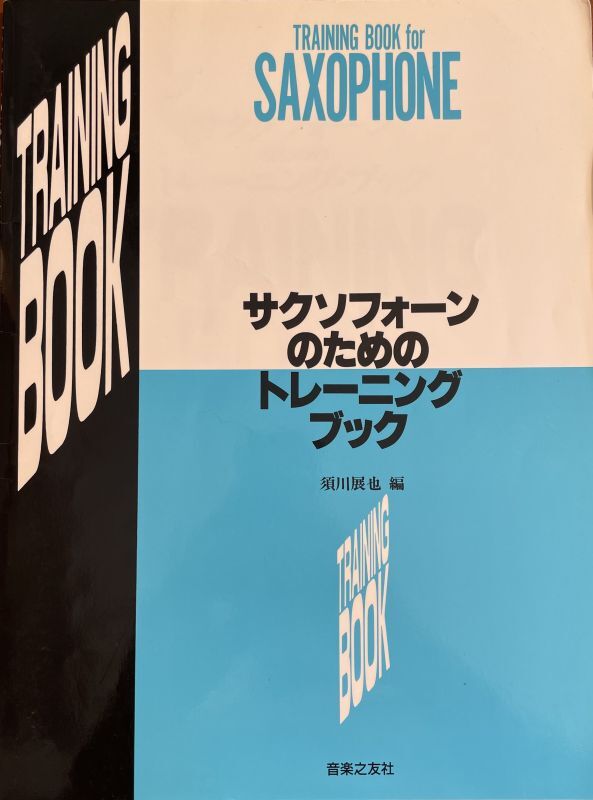 TRAINING BOOK for
SAXOPHONE
TRAINING
BOOK
サクソフォーン
のための
トレーニング
ブック
須川展也 編
TRAINING
BOOK
音楽之友社